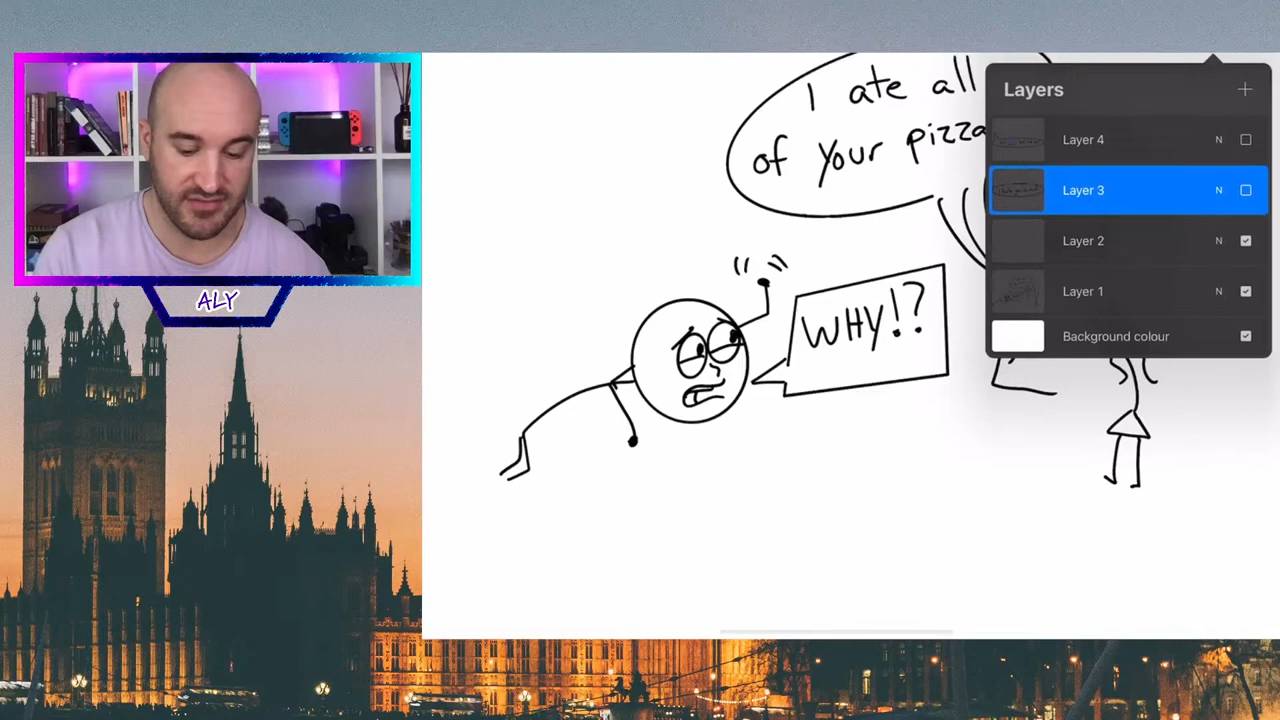 ALY
I ate all
of your pizza
WHY!?
Layers
Layer 4 N
Layer 3 N
Layer 2 N
Layer 1 N
Background colour